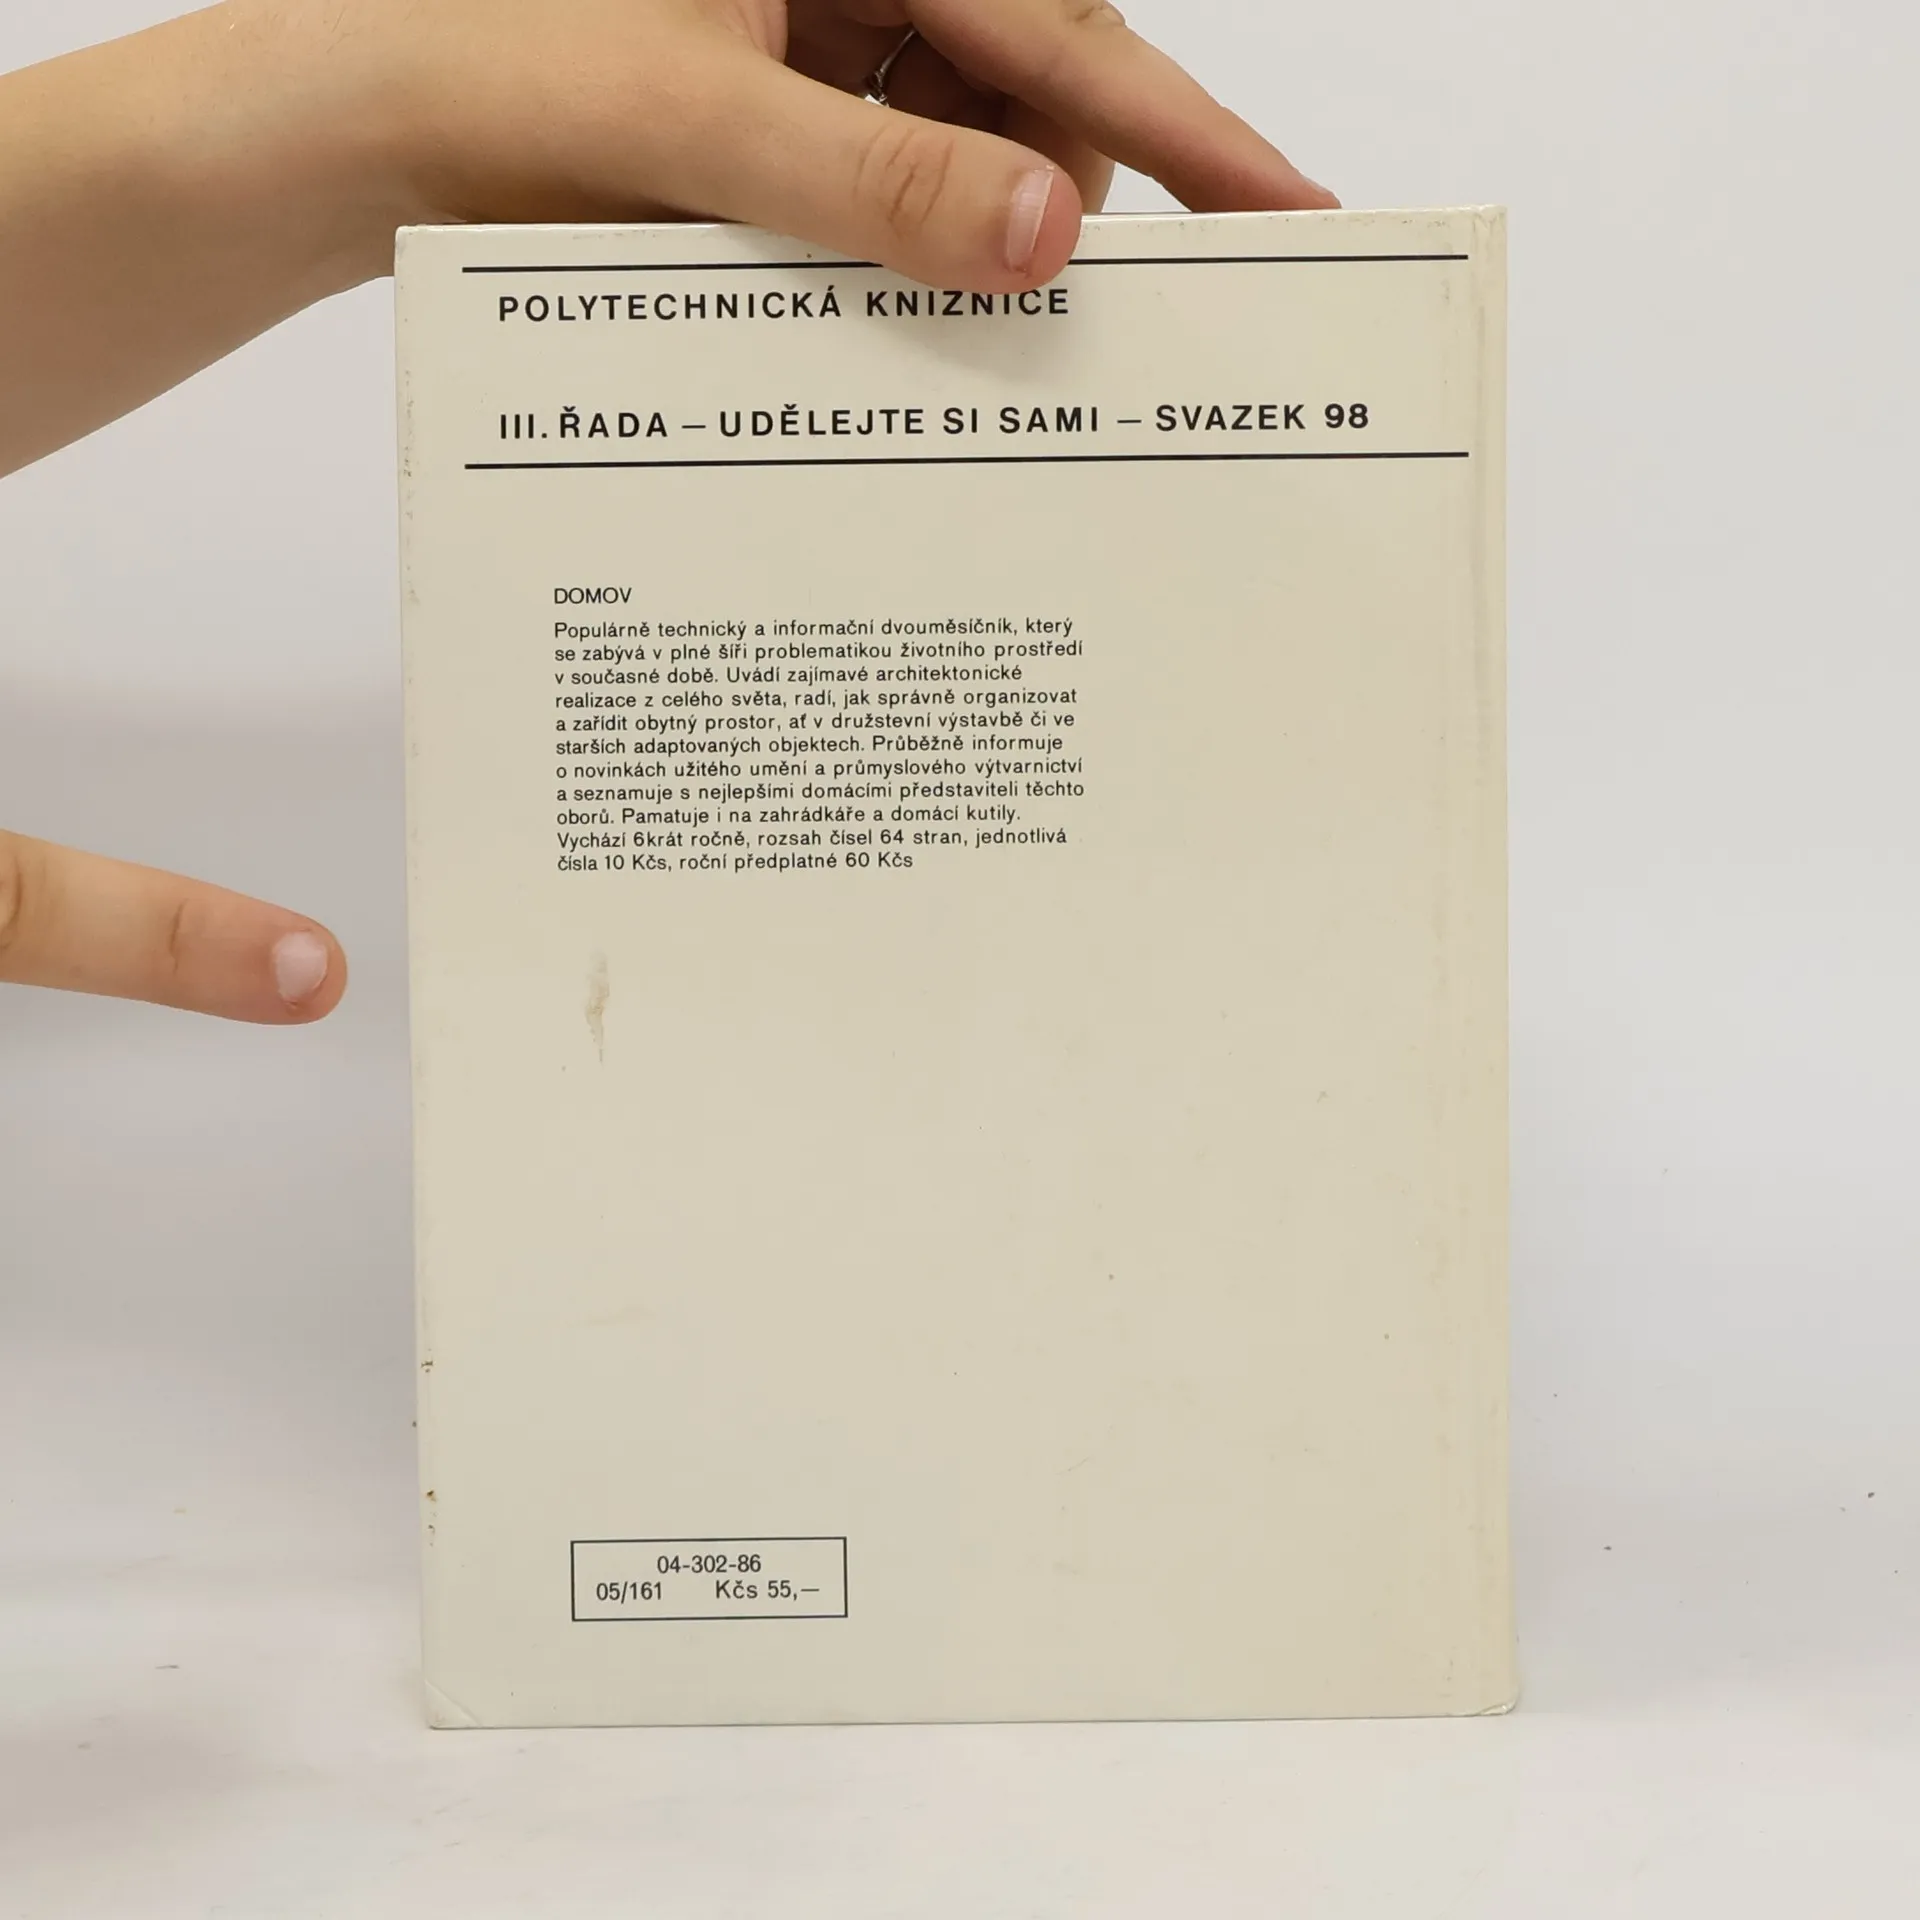 POLYTECHNICKÁ KNIŽNICE
III. ŘADA – UDĚLEJTE SI SAMI – SVAZEK 98
DOMOV
Populárně technický a informační dvouměsíčník, který
se zabývá v plné šíři problematikou životního prostředí
v současné době. Uvádí zajímavé architektonické
realizace z celého světa, radí, jak správně organizovat
a zařídit obytný prostor, ať v družstevní výstavbě či ve
starších adaptovaných objektech. Průběžně informuje
o novinkách užitého umění a průmyslového výtvarnictví
a seznamuje s nejlepšími domácími představiteli těchto
oborů. Pamatuje i na zahrádkáře a domácí kutily.
Vychází 6krát ročně, rozsah čísel 64 stran, jednotlivá
čísla 10 Kčs, roční předplatné 60 Kčs
04-302-86
05/161 Kčs 55,—